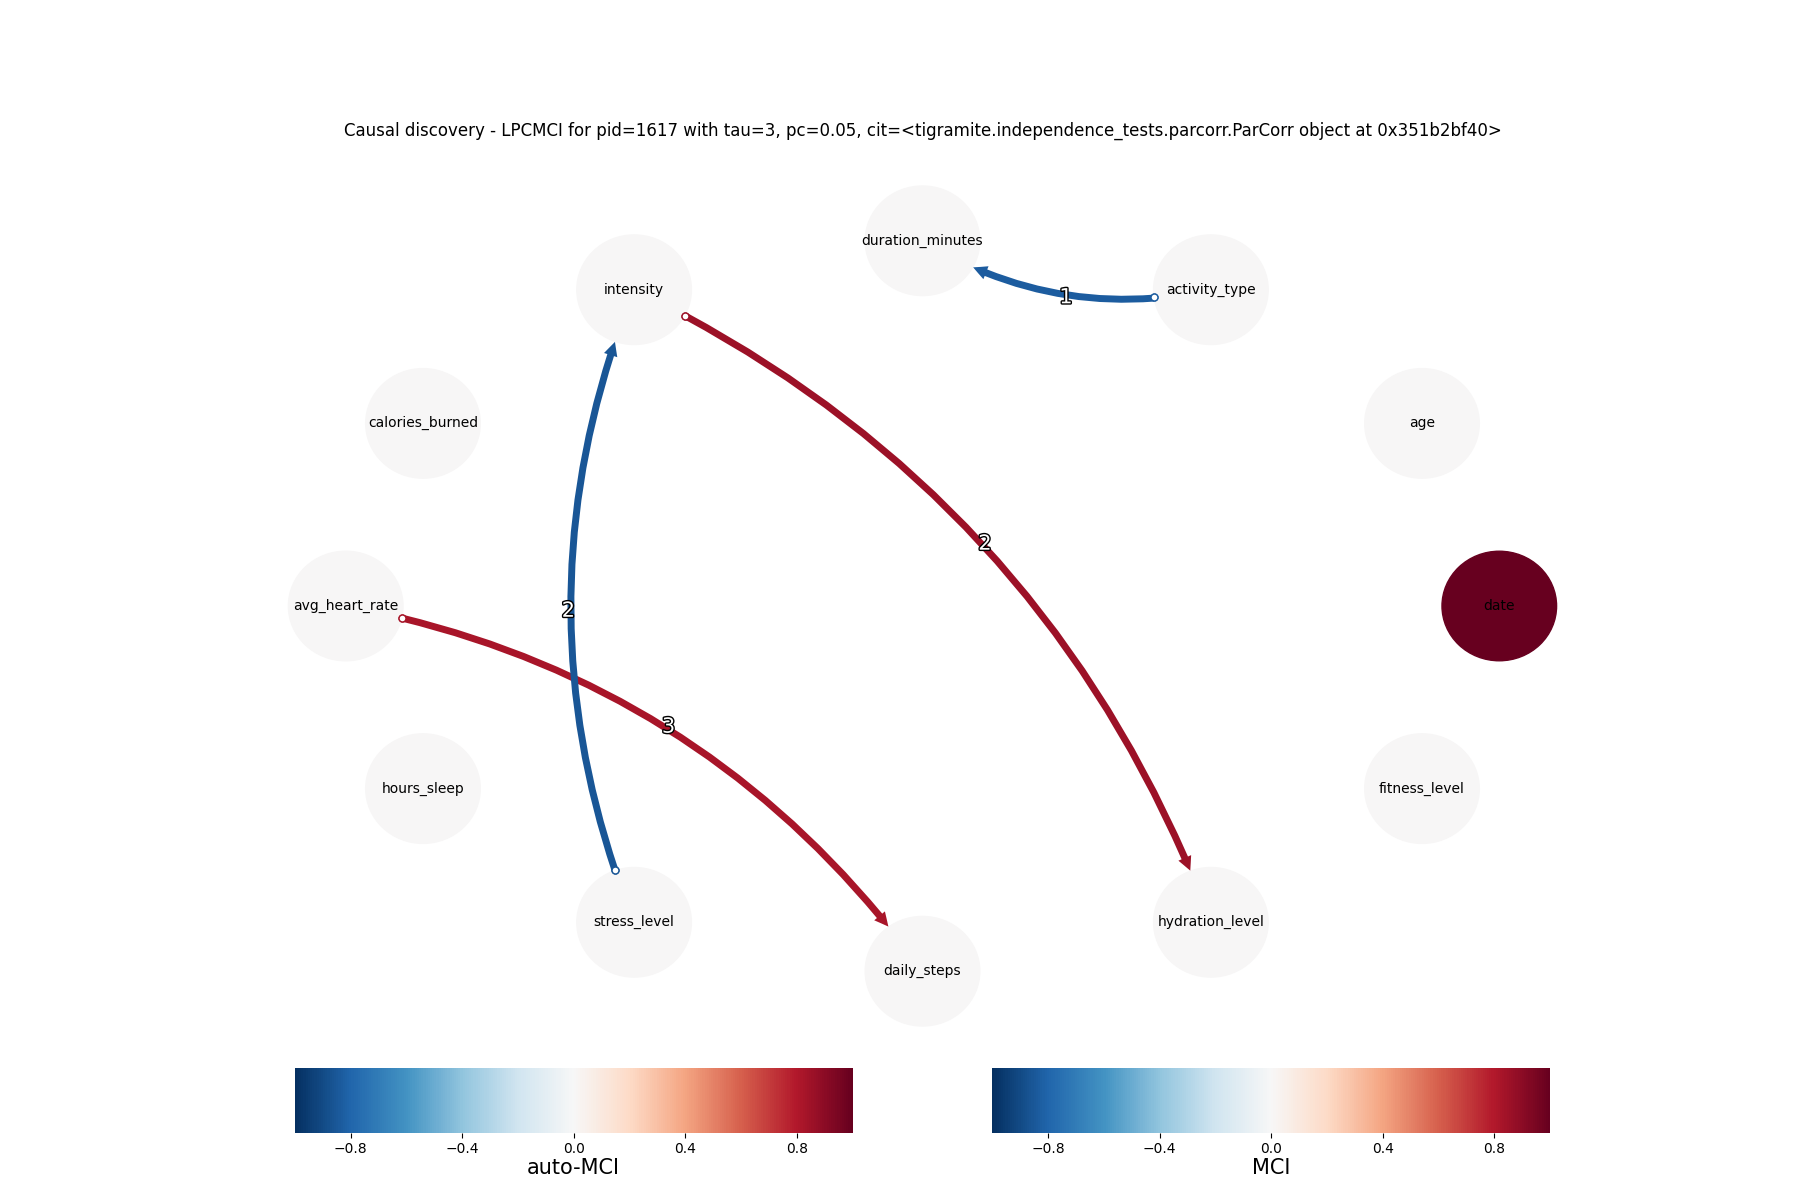 Causal discovery - LPCMCI for pid=1617 with tau=3, pc=0.05, cit=<tigramite.independence_tests.parcorr.ParCorr object at 0x351b2bf40>
duration_minutes
intensity
activity_type
1
calories_burned
age
2
avg_heart_rate
2
date
3
hours_sleep
fitness_level
stress_level
hydration_level
daily_steps
−0.8 −0.4 0.0 0.4 0.8
auto-MCI
−0.8 −0.4 0.0 0.4 0.8
MCI